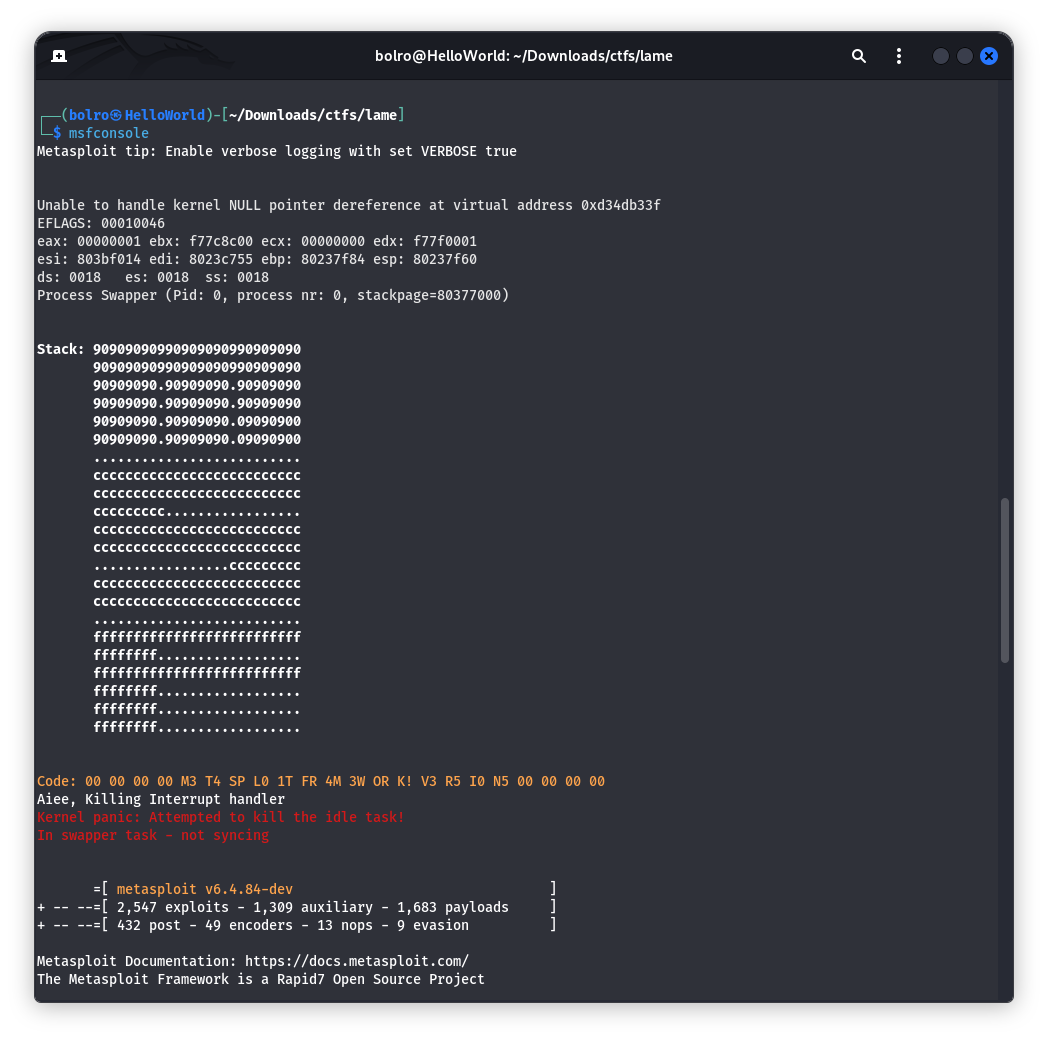 bolro@HelloWorld: ~/Downloads/ctfs/lame
┌──(bolro㉿HelloWorld)-[~/Downloads/ctfs/lame]
└─$ msfconsole
Metasploit tip: Enable verbose logging with set VERBOSE true
Unable to handle kernel NULL pointer dereference at virtual address 0xd34db33f
EFLAGS: 00010046
eax: 00000001 ebx: f77c8c00 ecx: 00000000 edx: f77f0001
esi: 803bf014 edi: 8023c755 ebp: 80237f84 esp: 80237f60
ds: 0018   es: 0018  ss: 0018
Process Swapper (Pid: 0, process nr: 0, stackpage=80377000)
Stack: 90909090990909090990909090
       90909090990909090990909090
       90909090.90909090.90909090
       90909090.90909090.90909090
       90909090.90909090.09090900
       90909090.90909090.09090900
       ..........................
       cccccccccccccccccccccccccc
       cccccccccccccccccccccccccc
       ccccccccc.................
       cccccccccccccccccccccccccc
       cccccccccccccccccccccccccc
       .................ccccccccc
       cccccccccccccccccccccccccc
       cccccccccccccccccccccccccc
       ..........................
       ffffffffffffffffffffffffff
       ffffffff..................
       ffffffffffffffffffffffffff
       ffffffff..................
       ffffffff..................
       ffffffff..................
Code: 00 00 00 00 M3 T4 SP L0 1T FR 4M 3W OR K! V3 R5 I0 N5 00 00 00 00
Aiee, Killing Interrupt handler
Kernel panic: Attempted to kill the idle task!
In swapper task - not syncing
       =[ metasploit v6.4.84-dev                                ]
+ -- --=[ 2,547 exploits - 1,309 auxiliary - 1,683 payloads     ]
+ -- --=[ 432 post - 49 encoders - 13 nops - 9 evasion          ]
Metasploit Documentation: https://docs.metasploit.com/
The Metasploit Framework is a Rapid7 Open Source Project